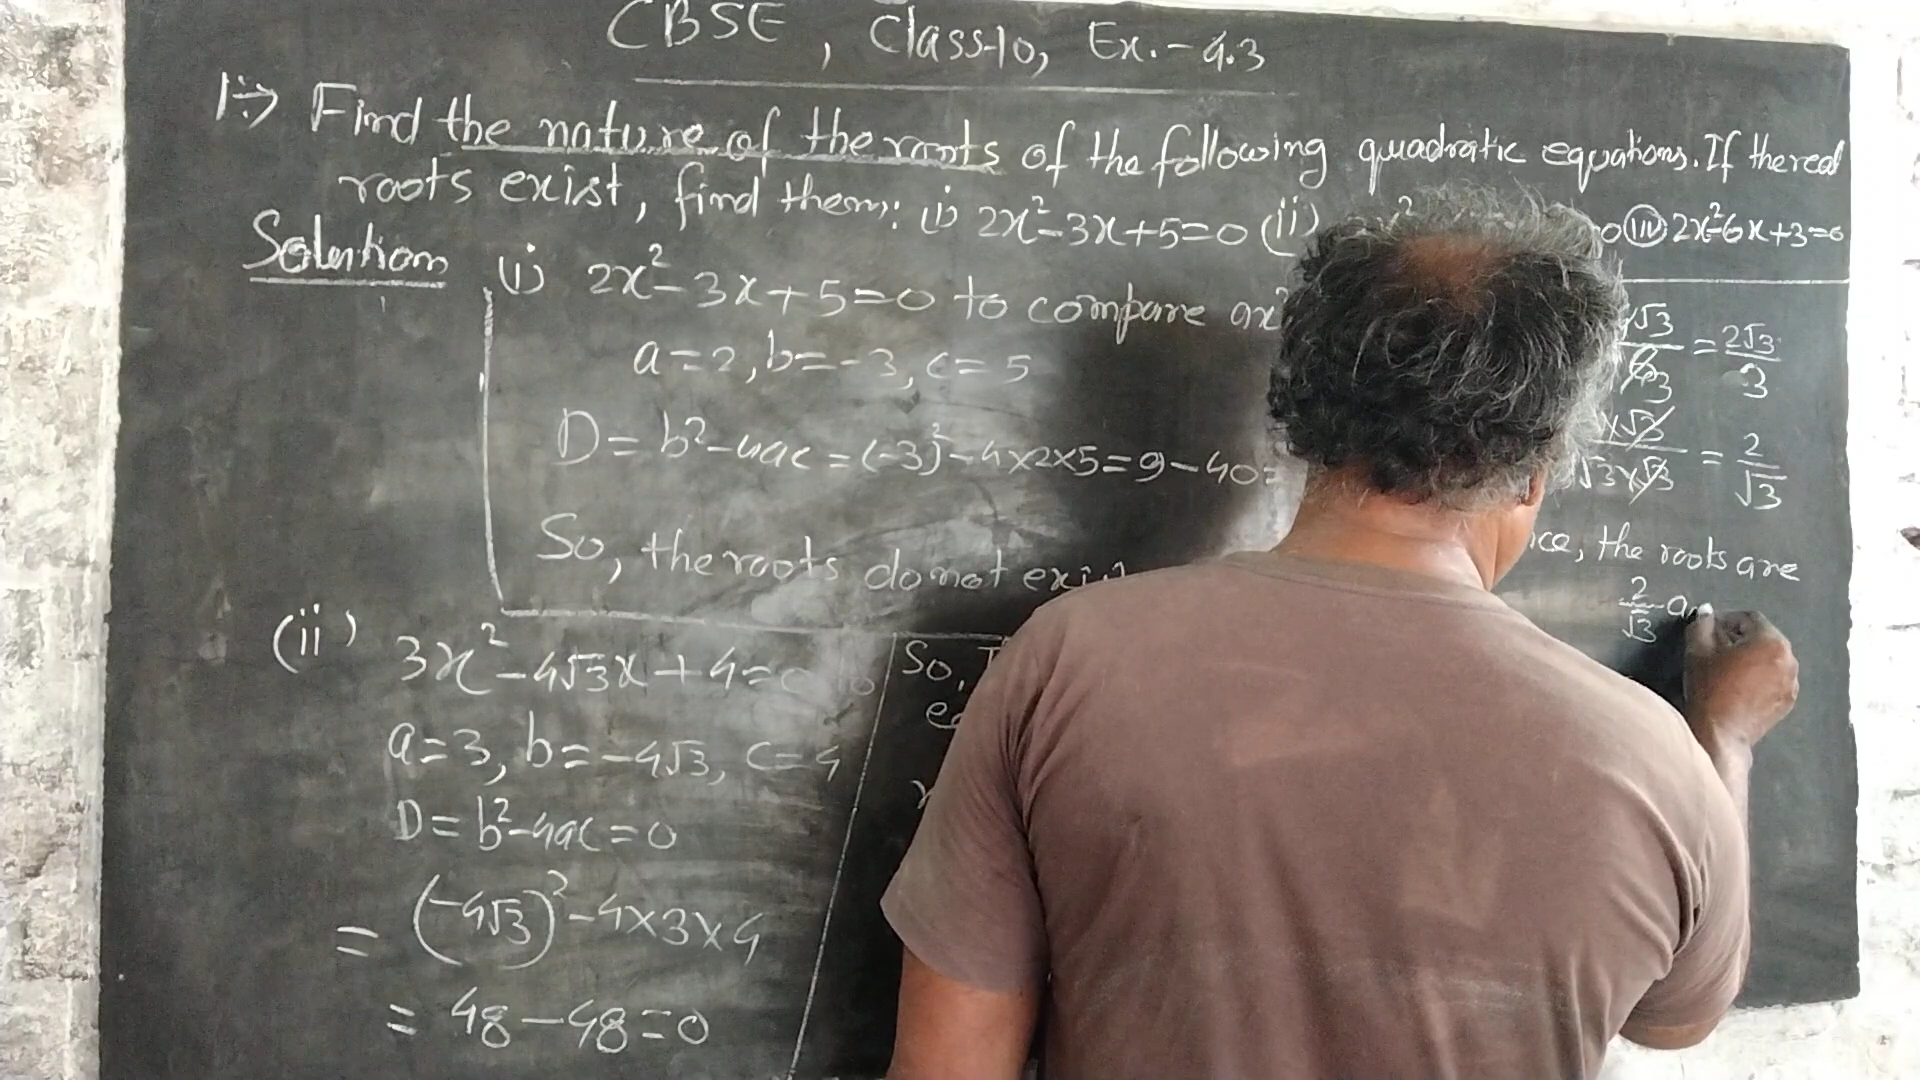 CBSE, Class-10, Ex.-4.3
1:-> Find the nature of the roots of the following quadratic equations. If the real
roots exist, find them: (i) 2x²-3x+5=0 (ii) 0 (iii) 2x²-6x+3=0
Solution (i) 2x²-3x+5=0 to compare ax²
a=2, b=-3, c=5
D= b²-4ac = (-3)²-4x2x5=9-40=
So, the roots do not exist
(ii) 3x²-4√3x+4=0
a=3, b=-4√3, c=4
D= b²-4ac=0
= (-4√3)²-4x3x4
= 48-48=0
So,
√3 = 2√3/3
x√3/√3x√3 = 2/√3
the roots are
2/√3